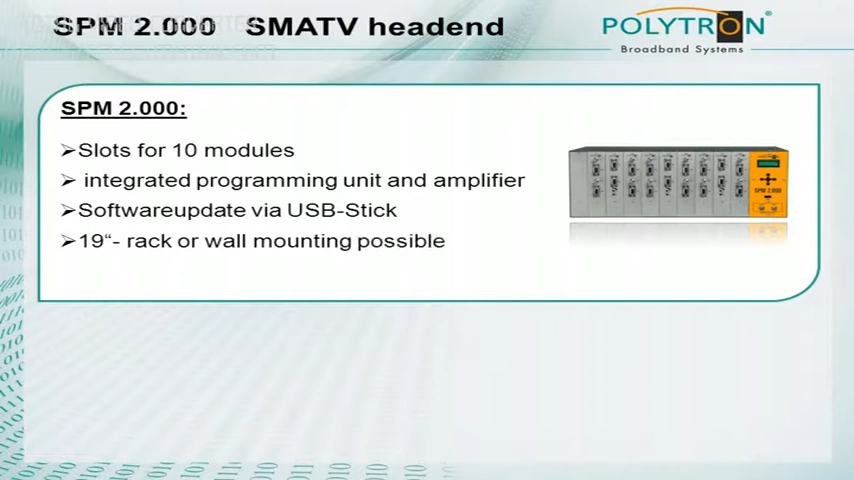 SPM 2.000 SMATV headend
POLYTRON®
Broadband Systems
SPM 2.000:
➢Slots for 10 modules
➢ integrated programming unit and amplifier
➢Softwareupdate via USB-Stick
➢19“- rack or wall mounting possible
SPM 2.000